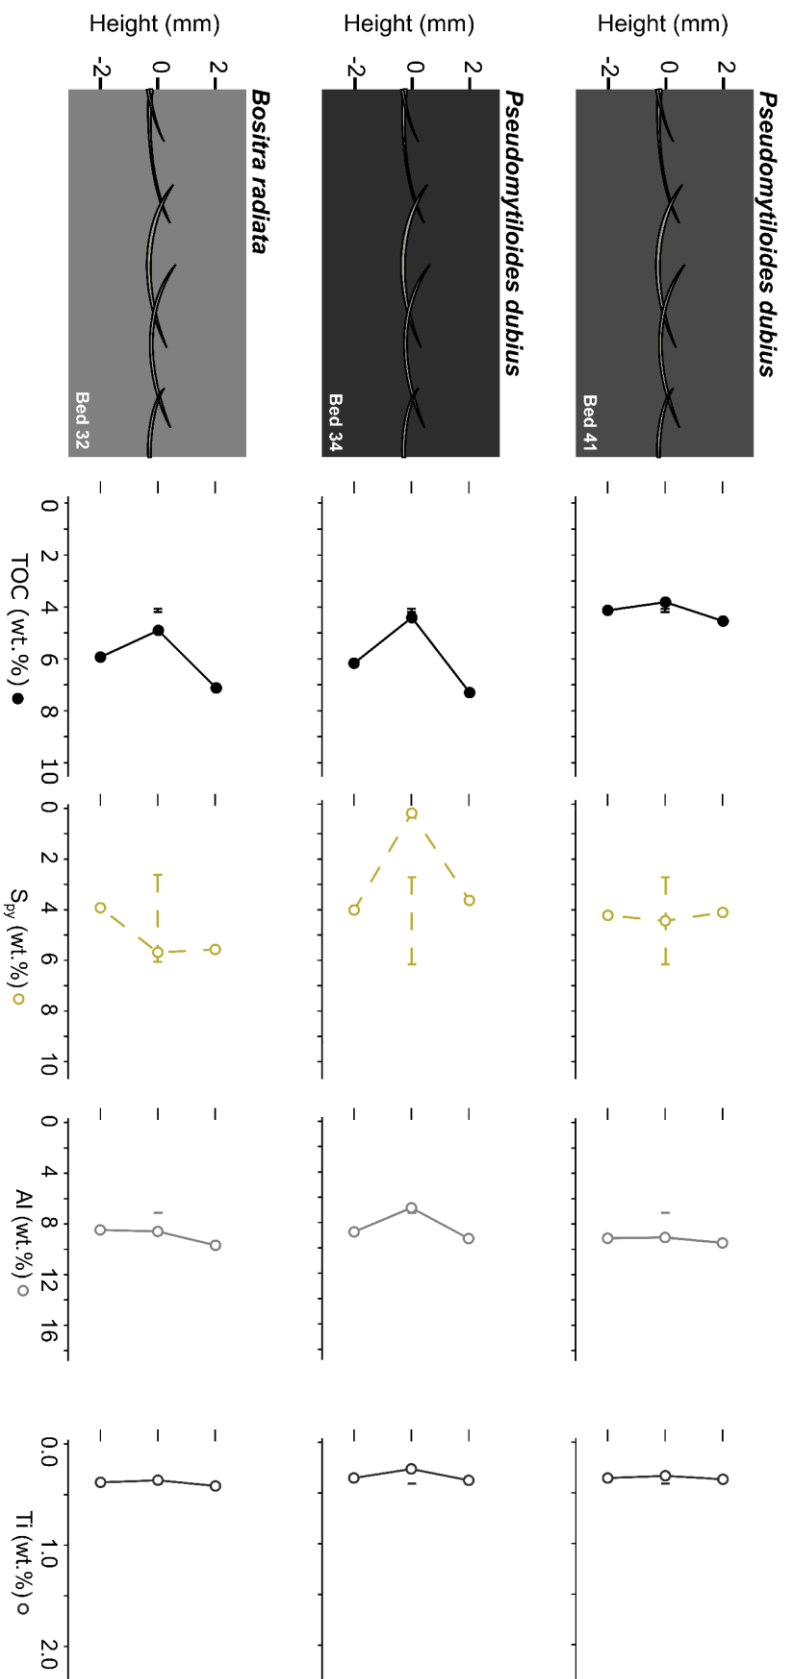 Pseudomytiloides dubius
Height (mm)
2
0
-2
Bed 41
Pseudomytiloides dubius
Height (mm)
2
0
-2
Bed 34
Bositra radiata
Height (mm)
2
0
-2
Bed 32
0 2 4 6 8 10
TOC (wt.%)
0 2 4 6 8 10
Spy (wt.%)
0 4 8 12 16
Al (wt.%)
0.0 1.0 2.0
Ti (wt.%)